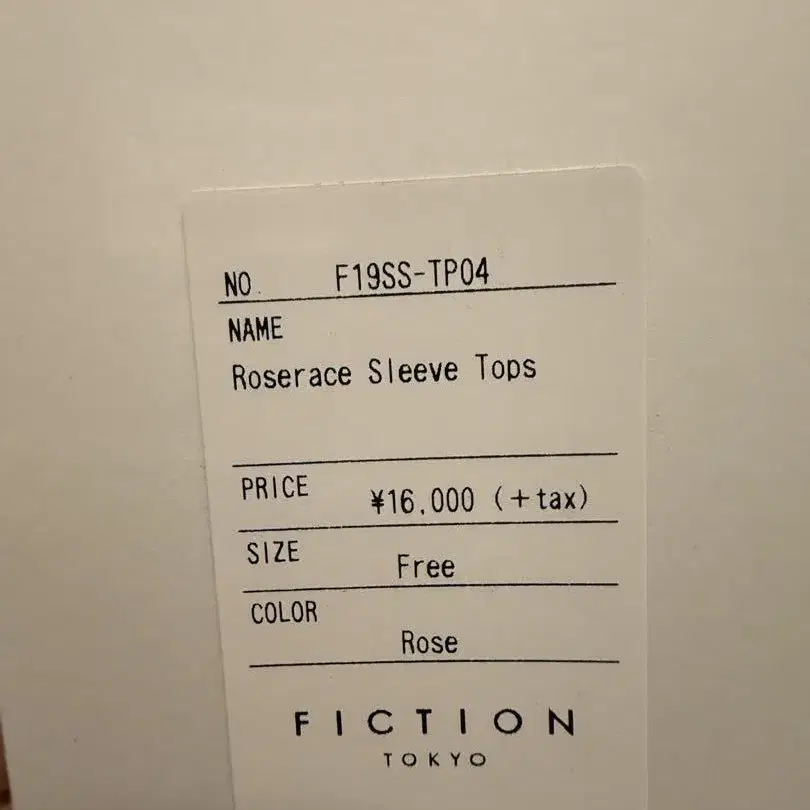 NO. F19SS-TP04
NAME
Roserace Sleeve Tops
PRICE ¥16,000 (+tax)
SIZE Free
COLOR Rose
FICTION
TOKYO